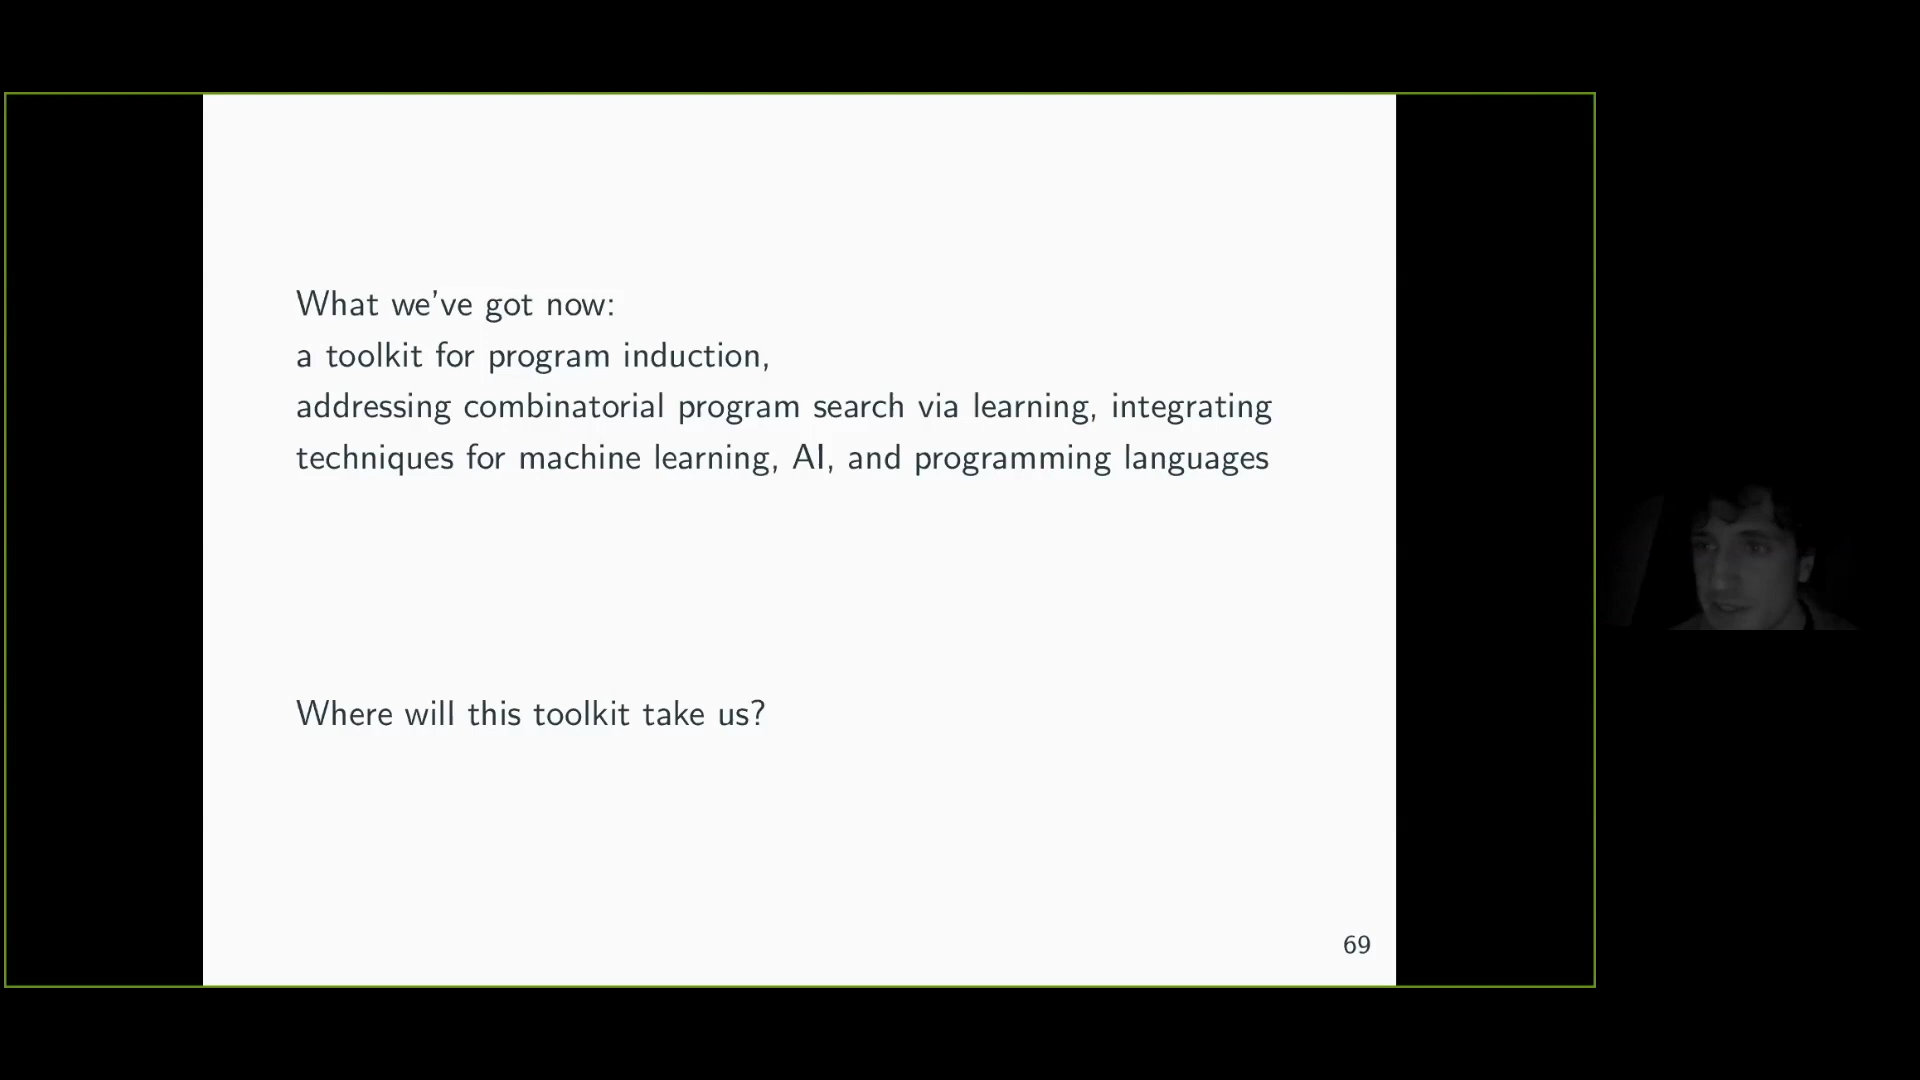 What we've got now:
a toolkit for program induction,
addressing combinatorial program search via learning, integrating
techniques for machine learning, AI, and programming languages
Where will this toolkit take us?
69